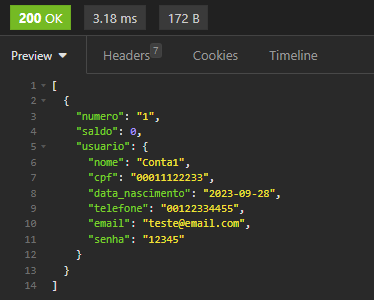 200 OK 3.18 ms 172 B
Preview Headers 7 Cookies Timeline
1 [
2 {
3 "numero": "1",
4 "saldo": 0,
5 "usuario": {
6 "nome": "Conta1",
7 "cpf": "00011122233",
8 "data_nascimento": "2023-09-28",
9 "telefone": "00122334455",
10 "email": "teste@email.com",
11 "senha": "12345"
12 }
13 }
14 ]